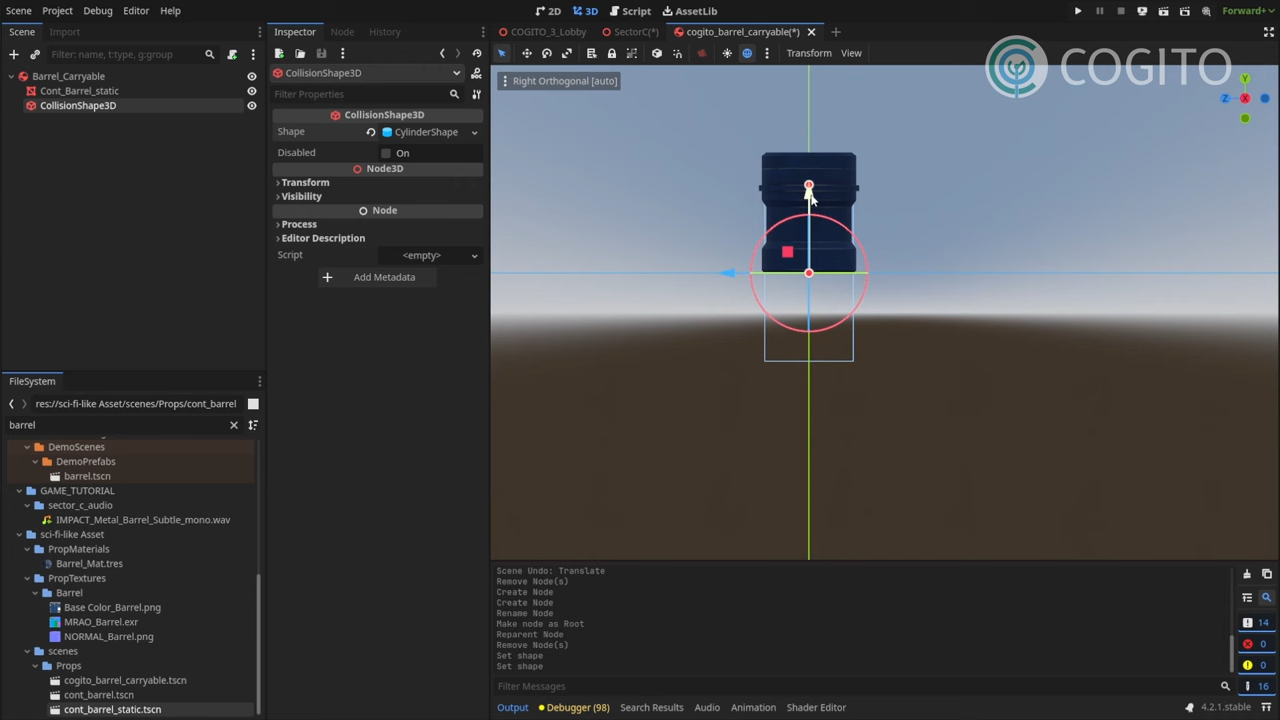 Scene Project Debug Editor Help
2D 3D Script AssetLib
Forward+
Scene Import
Filter: name, t:type, g:group
Barrel_Carryable
Cont_Barrel_static
CollisionShape3D
Inspector Node History
CollisionShape3D
Filter Properties
CollisionShape3D
Shape CylinderShape
Disabled On
Node3D
Transform
Visibility
Node
Process
Editor Description
Script <empty>
Add Metadata
COGITO_3_Lobby SectorC(*) cogito_barrel_carryable(*)
Transform View
Right Orthogonal [auto]
COGITO
Y
Z X
FileSystem
res://sci-fi-like Asset/scenes/Props/cont_barrel
barrel
DemoScenes
DemoPrefabs
barrel.tscn
GAME_TUTORIAL
sector_c_audio
IMPACT_Metal_Barrel_Subtle_mono.wav
sci-fi-like Asset
PropMaterials
Barrel_Mat.tres
PropTextures
Barrel
Base Color_Barrel.png
MRAO_Barrel.exr
NORMAL_Barrel.png
scenes
Props
cogito_barrel_carryable.tscn
cont_barrel.tscn
cont_barrel_static.tscn
Scene Undo: Translate
Remove Node(s)
Create Node
Create Node
Rename Node
Make node as Root
Reparent Node
Remove Node(s)
Set shape
Set shape
14
0
0
16
Filter Messages
Output Debugger (98) Search Results Audio Animation Shader Editor
4.2.1.stable